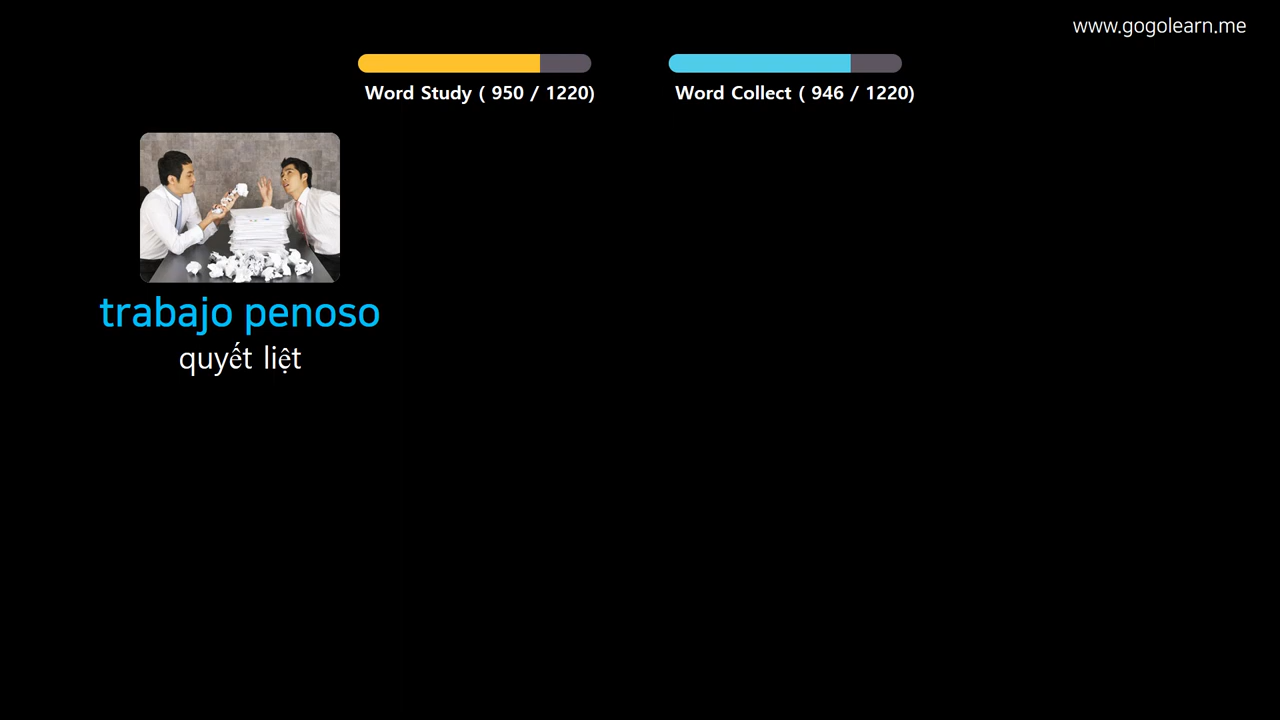 www.gogolearn.me
Word Study ( 950 / 1220)
Word Collect ( 946 / 1220)
trabajo penoso
quyết liệt